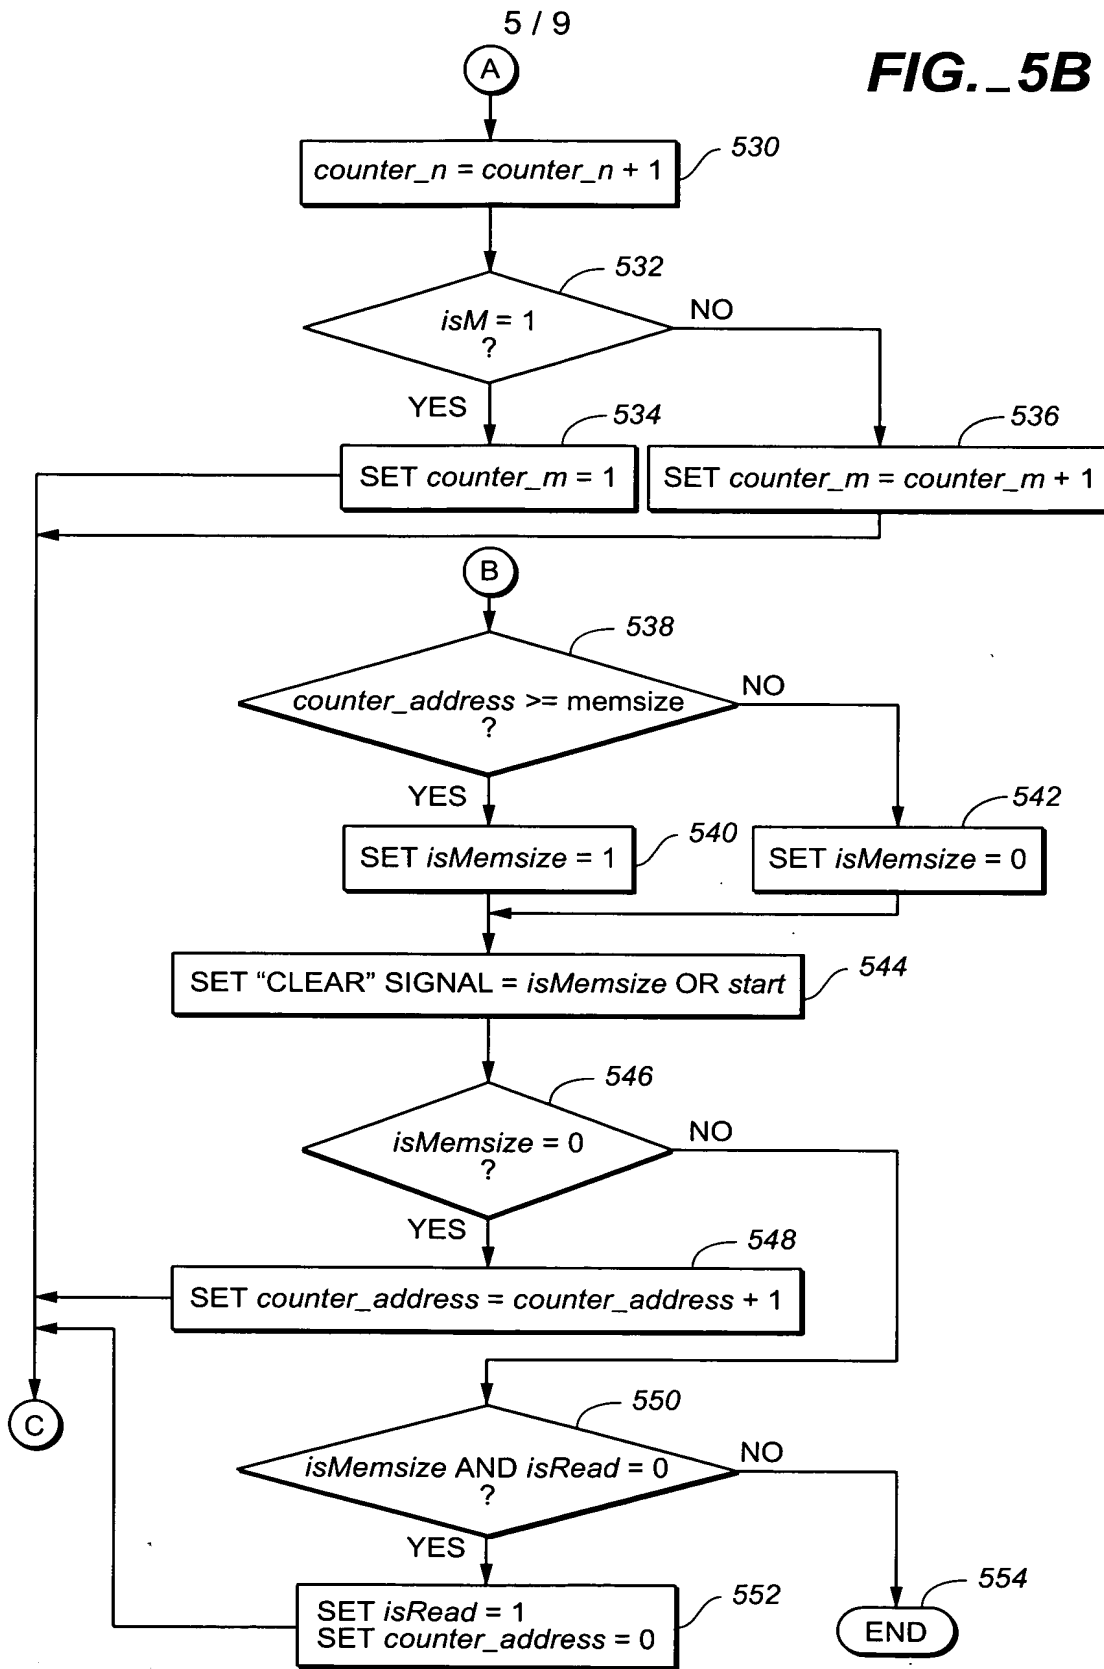 5 / 9
FIG._5B
A
counter_n = counter_n + 1
530
532
isM = 1
?
NO
YES
534
536
SET counter_m = 1
SET counter_m = counter_m + 1
B
538
counter_address >= memsize
?
NO
YES
540
542
SET isMemsize = 1
SET isMemsize = 0
SET "CLEAR" SIGNAL = isMemsize OR start
544
546
isMemsize = 0
?
NO
YES
548
SET counter_address = counter_address + 1
C
550
isMemsize AND isRead = 0
?
NO
YES
552
554
SET isRead = 1
SET counter_address = 0
END